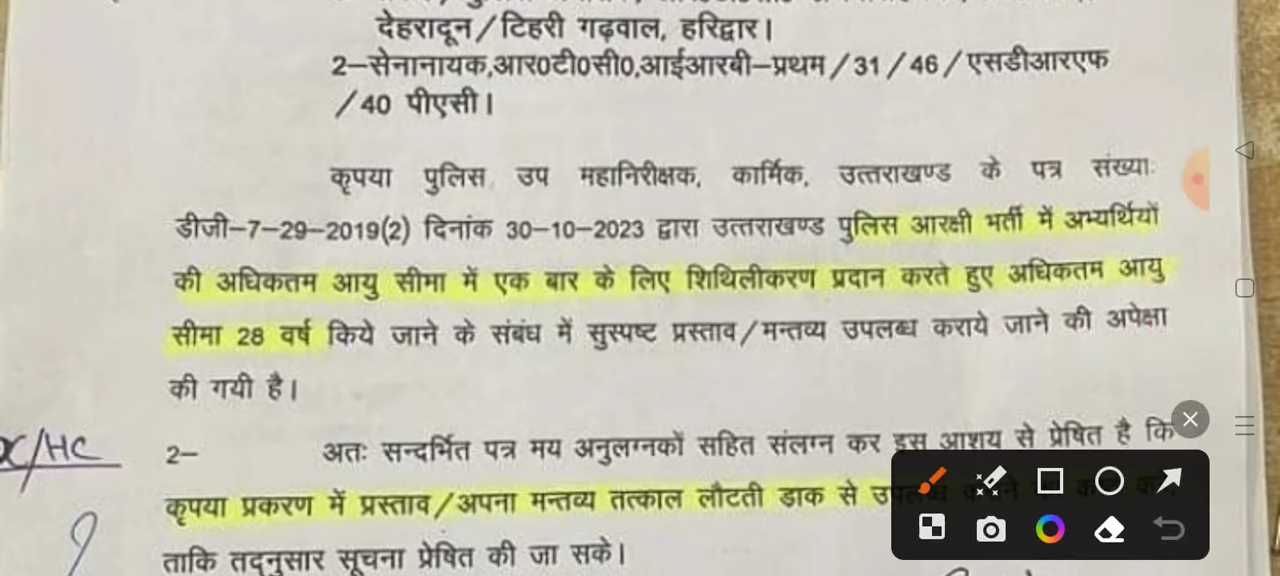 देहरादून/टिहरी गढ़वाल, हरिद्वार।
2–सेनानायक,आर0टी0सी0,आईआरबी–प्रथम/31/46/एसडीआरएफ
/40 पीएसी।
कृपया पुलिस उप महानिरीक्षक, कार्मिक, उत्तराखण्ड के पत्र संख्याः
डीजी–7–29–2019(2) दिनांक 30–10–2023 द्वारा उत्तराखण्ड पुलिस आरक्षी भर्ती में अभ्यर्थियों
की अधिकतम आयु सीमा में एक बार के लिए शिथिलीकरण प्रदान करते हुए अधिकतम आयु
सीमा 28 वर्ष किये जाने के संबंध में सुस्पष्ट प्रस्ताव/मन्तव्य उपलब्ध कराये जाने की अपेक्षा
की गयी है।
/HC
2– अतः सन्दर्भित पत्र मय अनुलग्नकों सहित संलग्न कर इस आशय से प्रेषित है कि
कृपया प्रकरण में प्रस्ताव/अपना मन्तव्य तत्काल लौटती डाक से
ताकि तद्नुसार सूचना प्रेषित की जा सके।